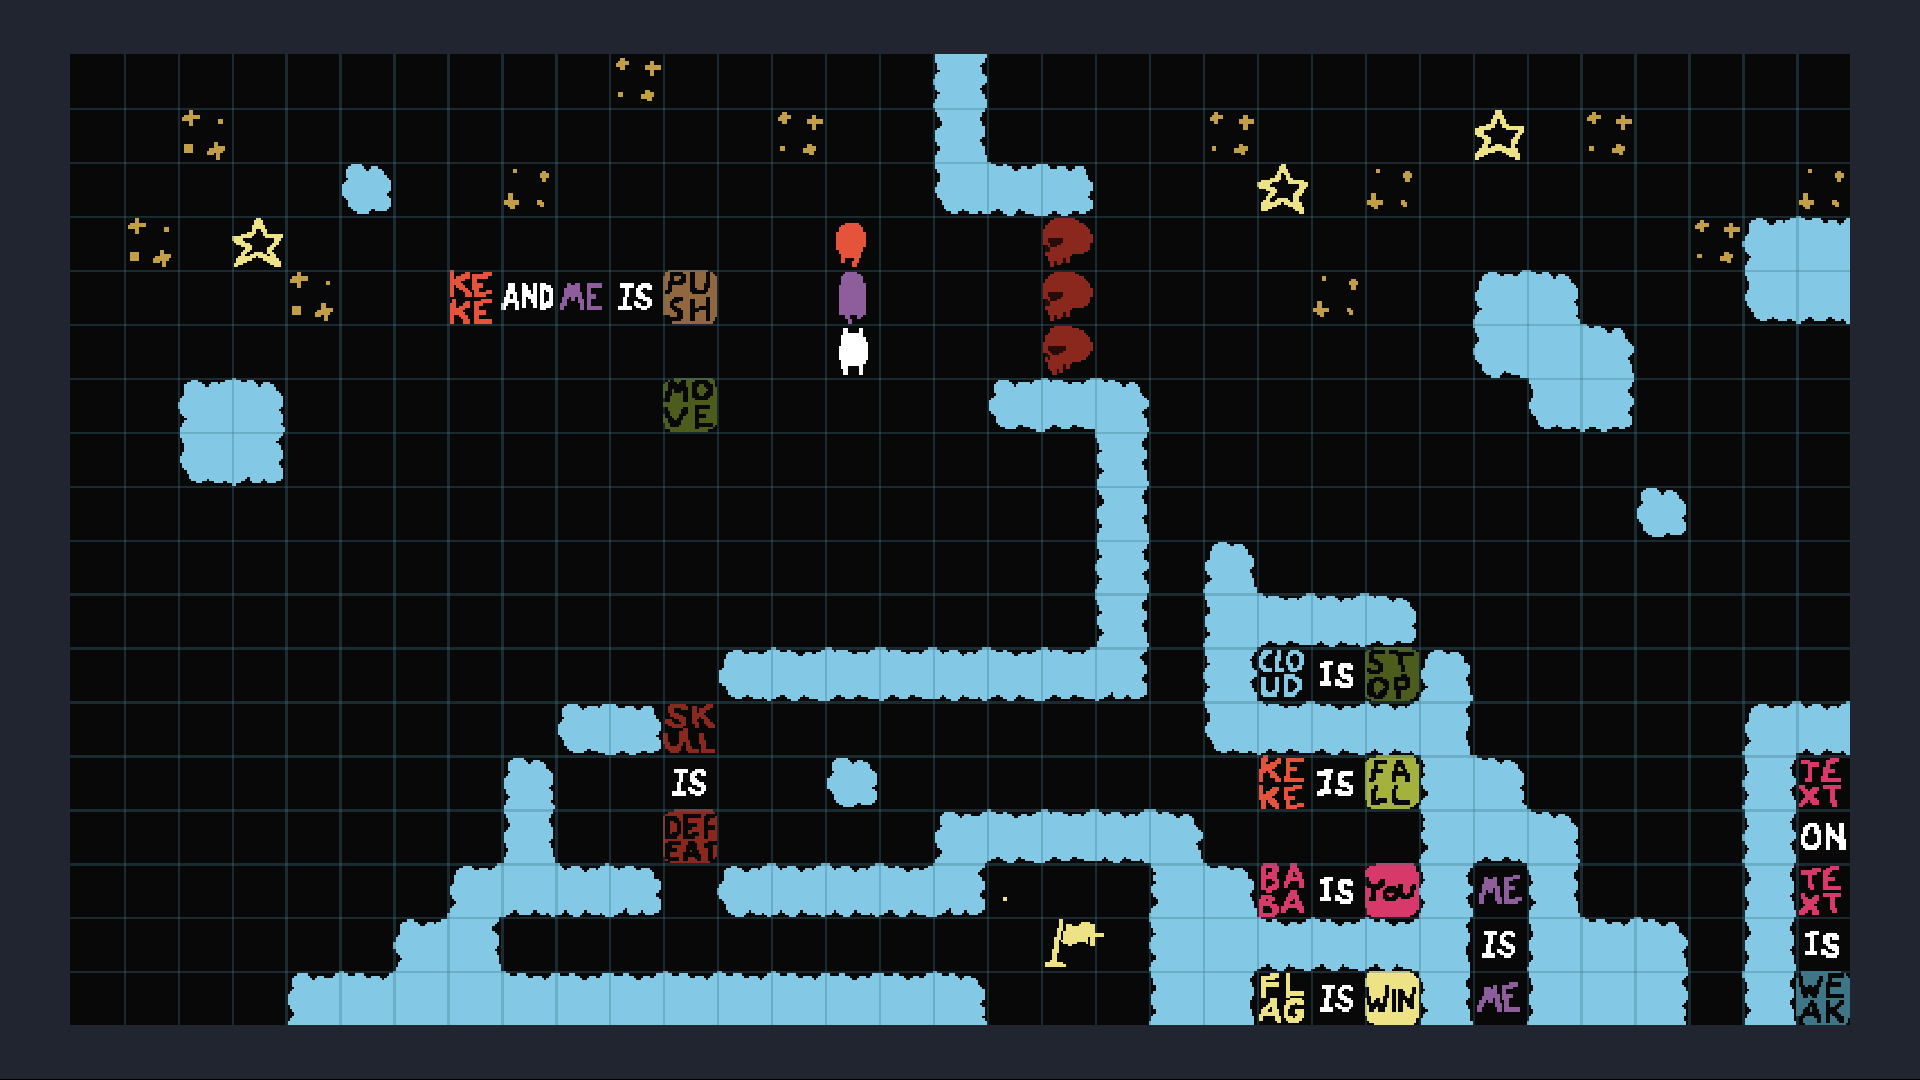 KEKE AND ME IS PUSH
MOVE
CLOUD IS STOP
SKULL
IS
DEFEAT
KEKE IS FALL
BABA IS YOU
FLAG IS WIN
ME
IS
ME
TEXT
ON
TEXT
IS
WEAK